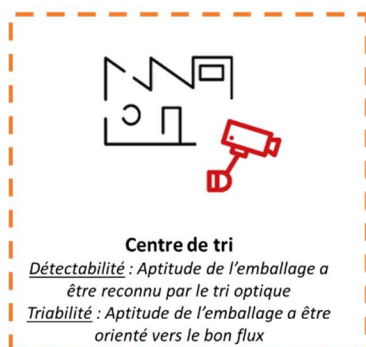 Centre de tri
Détectabilité : Aptitude de l'emballage a
être reconnu par le tri optique
Triabilité : Aptitude de l'emballage a être
orienté vers le bon flux